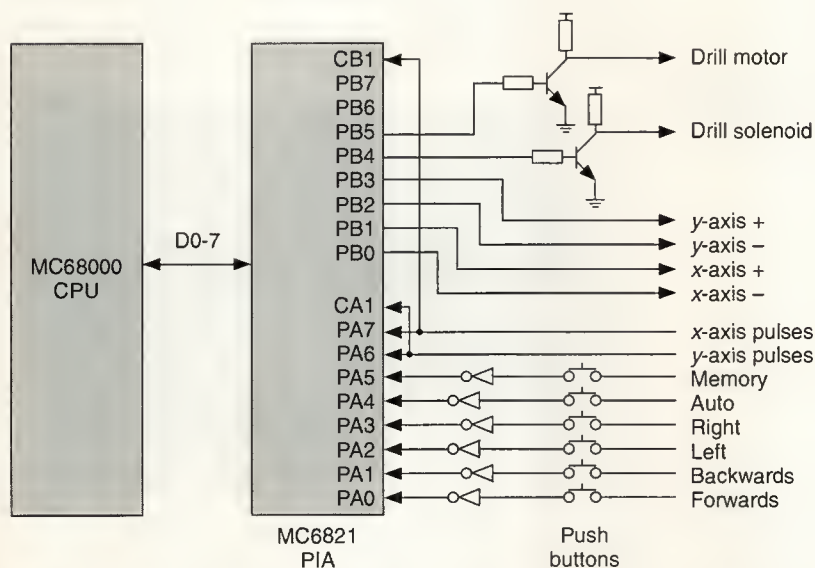 CB1
PB7
PB6
PB5
PB4
PB3
PB2
PB1
PB0
CA1
PA7
PA6
PA5
PA4
PA3
PA2
PA1
PA0
D0-7
MC68000
CPU
MC6821
PIA
Drill motor
Drill solenoid
y-axis +
y-axis –
x-axis +
x-axis –
x-axis pulses
y-axis pulses
Memory
Auto
Right
Left
Backwards
Forwards
Push
buttons